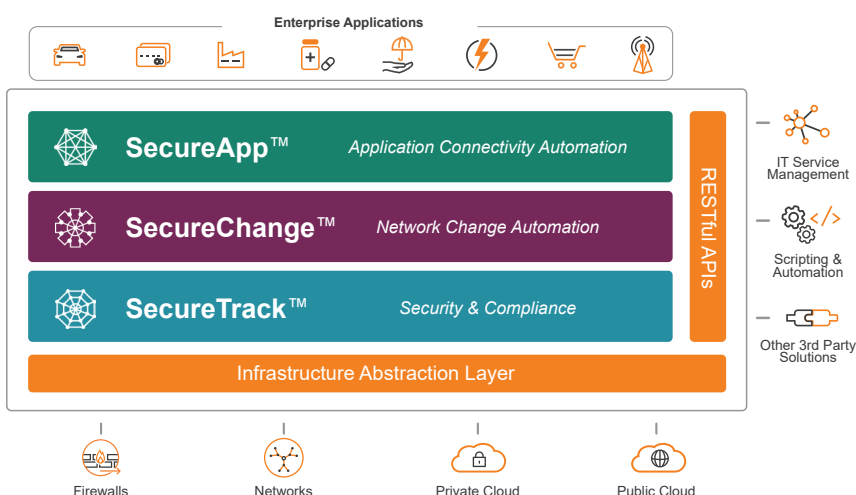 Enterprise Applications
SecureApp™ Application Connectivity Automation
SecureChange™ Network Change Automation
SecureTrack™ Security & Compliance
RESTful APIs
Infrastructure Abstraction Layer
IT Service
Management
</>
Scripting &
Automation
Other 3rd Party
Solutions
Firewalls
Networks
Private Cloud
Public Cloud